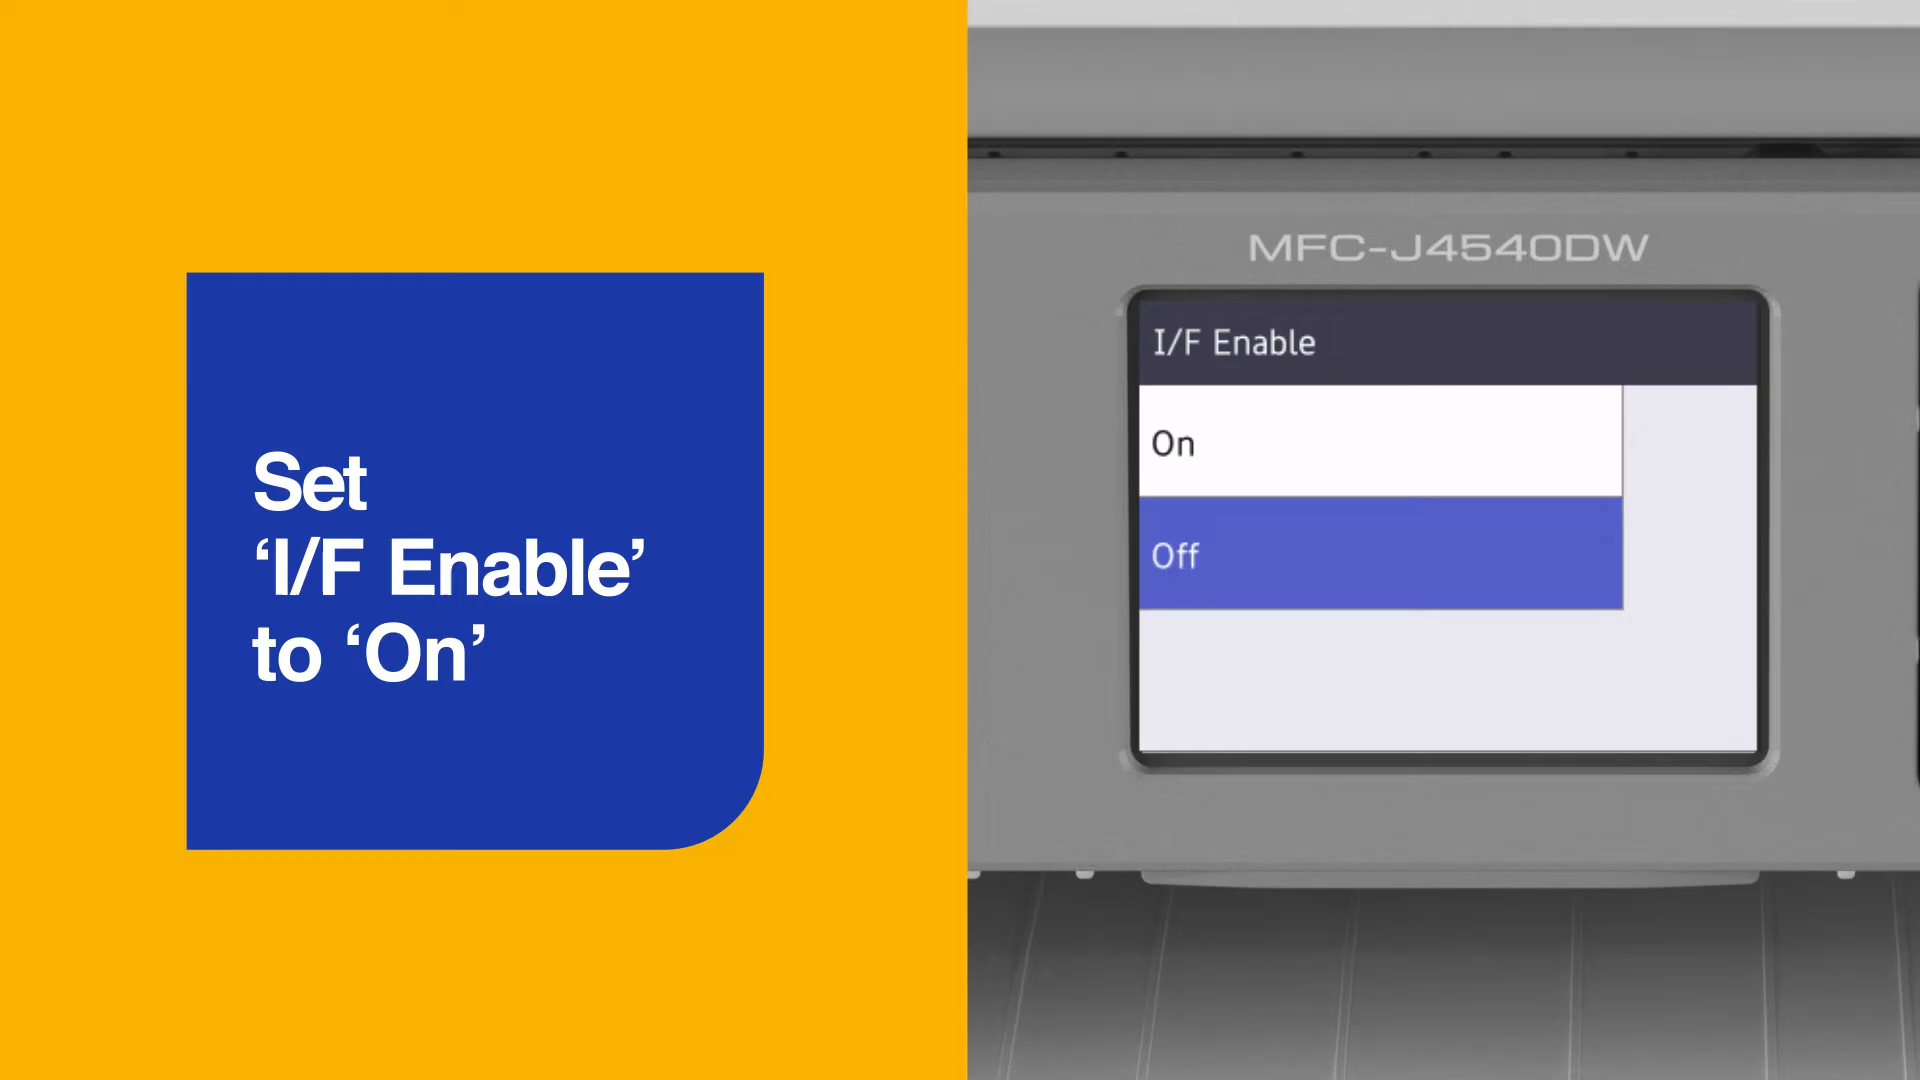 Set
‘I/F Enable’
to ‘On’
MFC-J4540DW
I/F Enable
On
Off